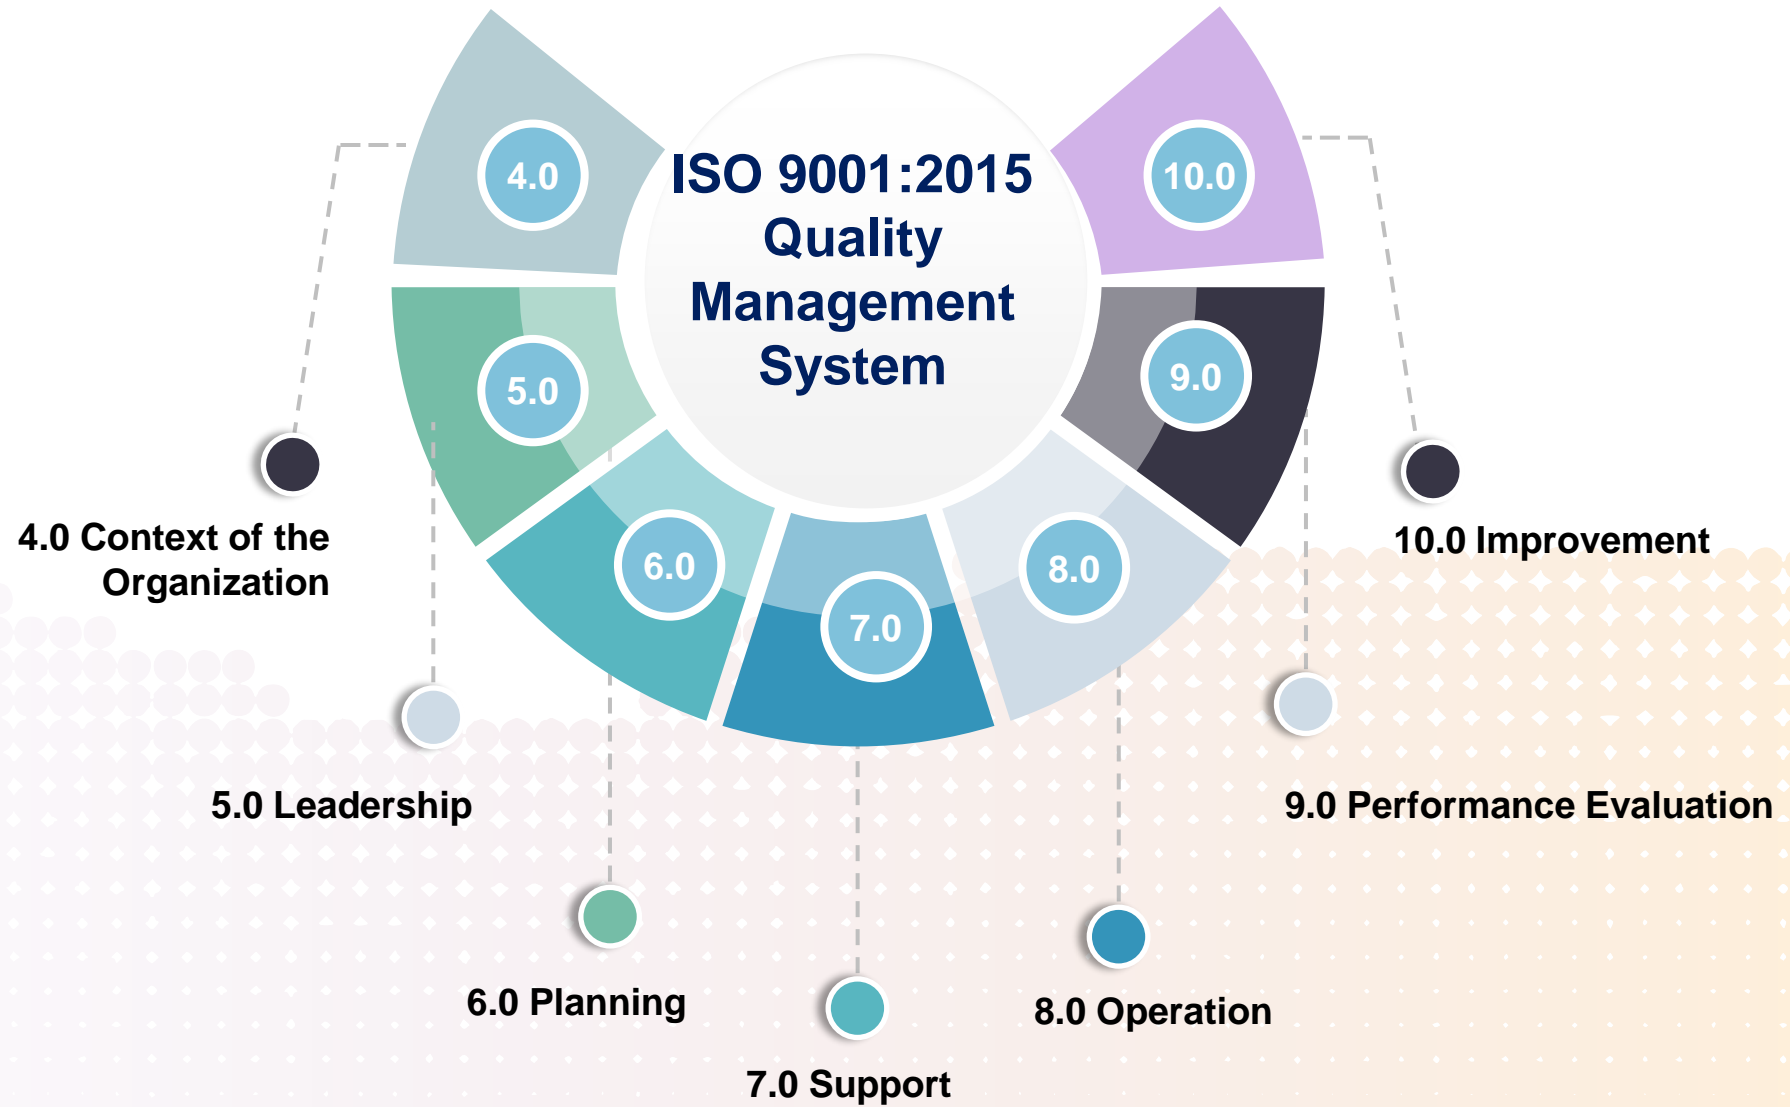 ISO 9001:2015
Quality
Management
System
4.0
5.0
6.0
7.0
8.0
9.0
10.0
4.0 Context of the
Organization
5.0 Leadership
6.0 Planning
7.0 Support
8.0 Operation
9.0 Performance Evaluation
10.0 Improvement